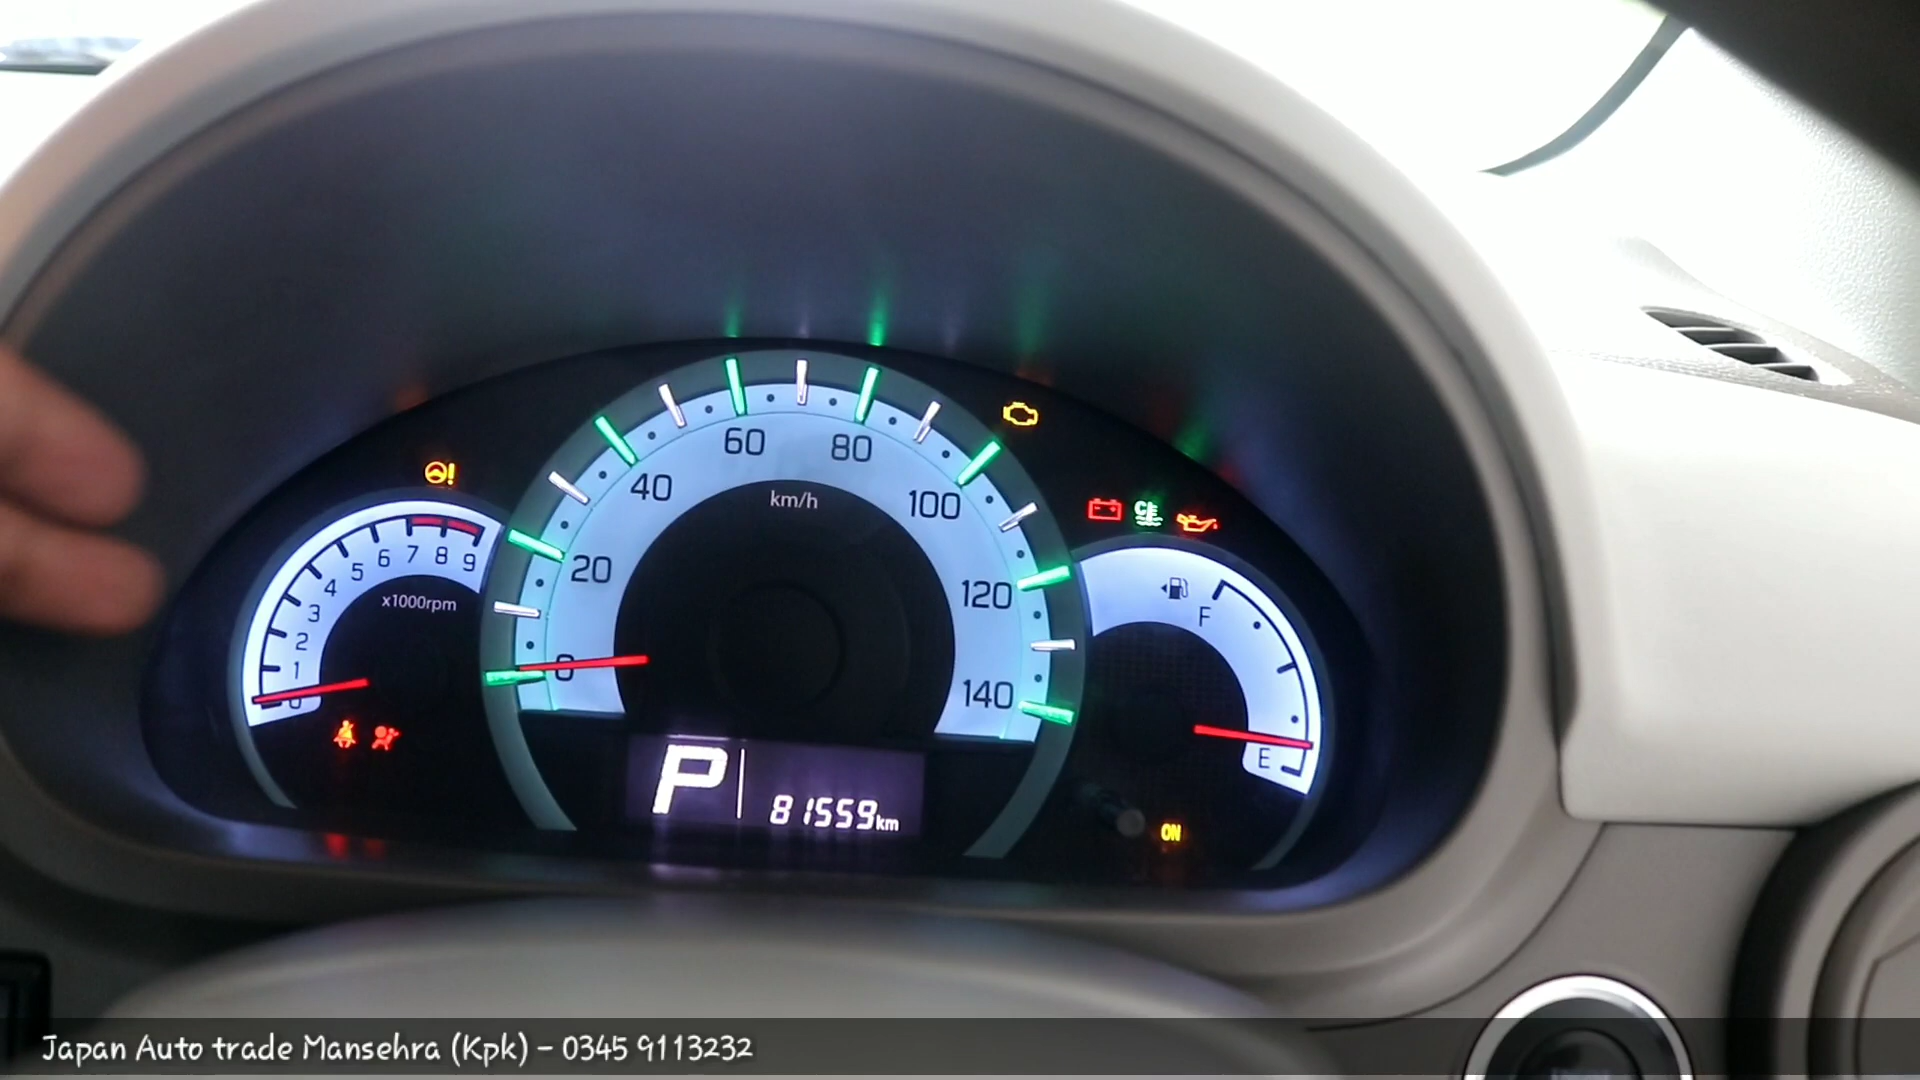 60 80
40 100
km/h
20 120
0 140
1 2 3 4 5 6 7 8 9
x1000rpm
0
F
E
P 81559km
ON
Japan Auto trade Mansehra (Kpk) - 0345 9113232